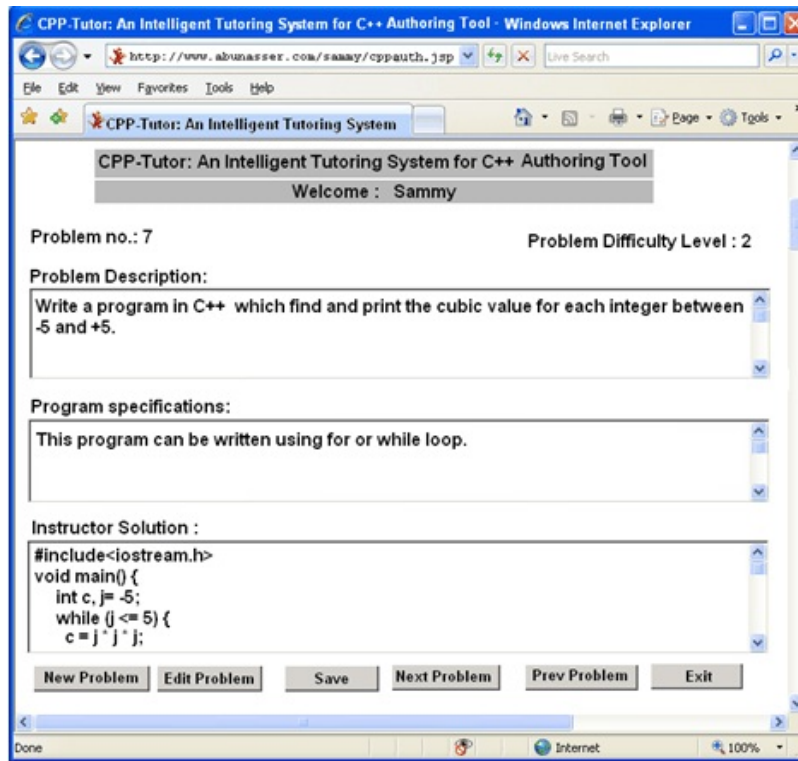 CPP-Tutor: An Intelligent Tutoring System for C++ Authoring Tool - Windows Internet Explorer
http://www.abunasser.com/sammy/cppauth.jsp
Live Search
File Edit View Favorites Tools Help
CPP-Tutor: An Intelligent Tutoring System
Page Tools
CPP-Tutor: An Intelligent Tutoring System for C++ Authoring Tool
Welcome : Sammy
Problem no.: 7
Problem Difficulty Level : 2
Problem Description:
Write a program in C++ which find and print the cubic value for each integer between
-5 and +5.
Program specifications:
This program can be written using for or while loop.
Instructor Solution :
#include<iostream.h>
void main() {
int c, j= -5;
while (j <= 5) {
c = j * j * j;
New Problem Edit Problem Save Next Problem Prev Problem Exit
Done Internet 100%